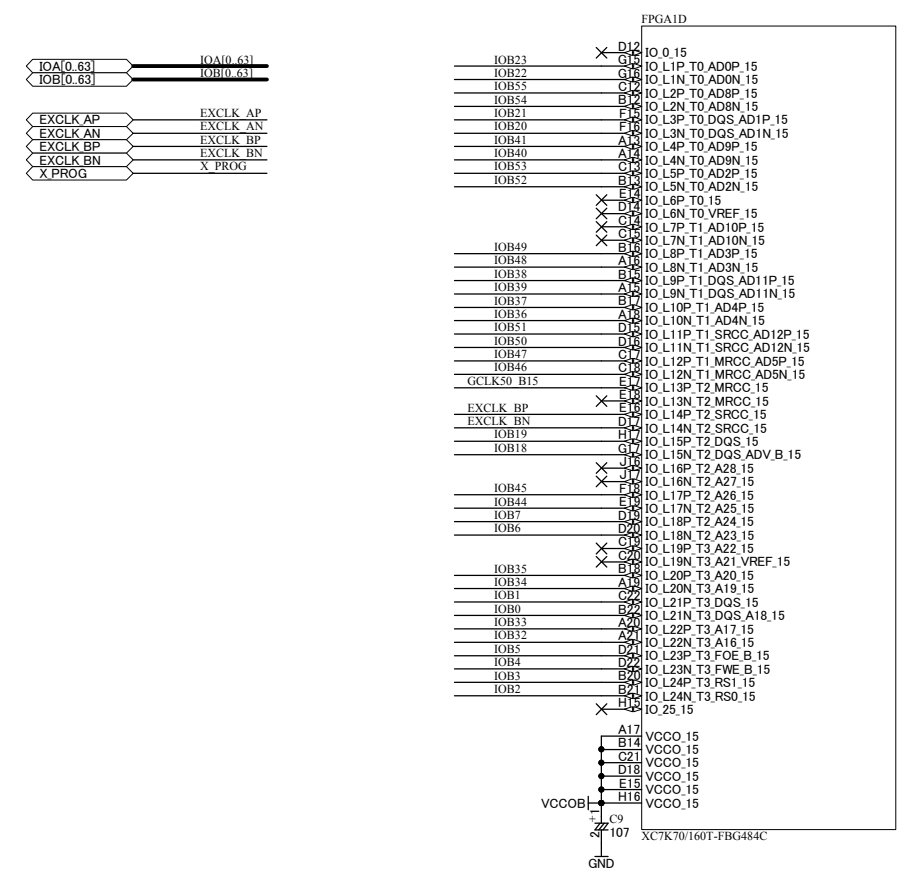 FPGA1D
IOA[0..63] IOA[0..63]
IOB[0..63] IOB[0..63]
EXCLK_AP EXCLK_AP
EXCLK_AN EXCLK_AN
EXCLK_BP EXCLK_BP
EXCLK_BN EXCLK_BN
X_PROG X_PROG
D12 IO_0_15
IOB23 G15 IO_L1P_T0_AD0P_15
IOB22 G16 IO_L1N_T0_AD0N_15
IOB55 C12 IO_L2P_T0_AD8P_15
IOB54 B12 IO_L2N_T0_AD8N_15
IOB21 F15 IO_L3P_T0_DQS_AD1P_15
IOB20 F16 IO_L3N_T0_DQS_AD1N_15
IOB41 A13 IO_L4P_T0_AD9P_15
IOB40 A14 IO_L4N_T0_AD9N_15
IOB53 C13 IO_L5P_T0_AD2P_15
IOB52 B13 IO_L5N_T0_AD2N_15
E14 IO_L6P_T0_15
D14 IO_L6N_T0_VREF_15
C14 IO_L7P_T1_AD10P_15
C15 IO_L7N_T1_AD10N_15
IOB49 B16 IO_L8P_T1_AD3P_15
IOB48 A16 IO_L8N_T1_AD3N_15
IOB38 B15 IO_L9P_T1_DQS_AD11P_15
IOB39 A15 IO_L9N_T1_DQS_AD11N_15
IOB37 B17 IO_L10P_T1_AD4P_15
IOB36 A18 IO_L10N_T1_AD4N_15
IOB51 D15 IO_L11P_T1_SRCC_AD12P_15
IOB50 D16 IO_L11N_T1_SRCC_AD12N_15
IOB47 C17 IO_L12P_T1_MRCC_AD5P_15
IOB46 C18 IO_L12N_T1_MRCC_AD5N_15
GCLK50_B15 E17 IO_L13P_T2_MRCC_15
E18 IO_L13N_T2_MRCC_15
EXCLK_BP E16 IO_L14P_T2_SRCC_15
EXCLK_BN D17 IO_L14N_T2_SRCC_15
IOB19 H17 IO_L15P_T2_DQS_15
IOB18 G17 IO_L15N_T2_DQS_ADV_B_15
J16 IO_L16P_T2_A28_15
J17 IO_L16N_T2_A27_15
IOB45 F18 IO_L17P_T2_A26_15
IOB44 E19 IO_L17N_T2_A25_15
IOB7 D19 IO_L18P_T2_A24_15
IOB6 D20 IO_L18N_T2_A23_15
C19 IO_L19P_T3_A22_15
C20 IO_L19N_T3_A21_VREF_15
IOB35 B18 IO_L20P_T3_A20_15
IOB34 A19 IO_L20N_T3_A19_15
IOB1 C22 IO_L21P_T3_DQS_15
IOB0 B22 IO_L21N_T3_DQS_A18_15
IOB33 A20 IO_L22P_T3_A17_15
IOB32 A21 IO_L22N_T3_A16_15
IOB5 D21 IO_L23P_T3_FOE_B_15
IOB4 D22 IO_L23N_T3_FWE_B_15
IOB3 B20 IO_L24P_T3_RS1_15
IOB2 B21 IO_L24N_T3_RS0_15
H15 IO_25_15
A17 VCCO_15
B14 VCCO_15
C21 VCCO_15
D18 VCCO_15
E15 VCCO_15
VCCOB H16 VCCO_15
+ 1 C9
2 107
XC7K70/160T-FBG484C
GND